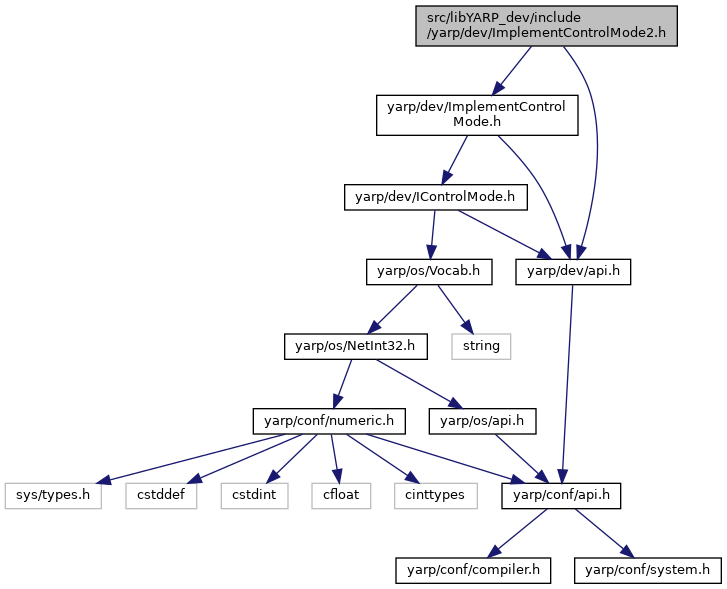 src/libYARP_dev/include
/yarp/dev/ImplementControlMode2.h
yarp/dev/ImplementControl
Mode.h
yarp/dev/IControlMode.h
yarp/os/Vocab.h
yarp/dev/api.h
yarp/os/NetInt32.h
string
yarp/conf/numeric.h
yarp/os/api.h
sys/types.h
cstddef
cstdint
cfloat
cinttypes
yarp/conf/api.h
yarp/conf/compiler.h
yarp/conf/system.h